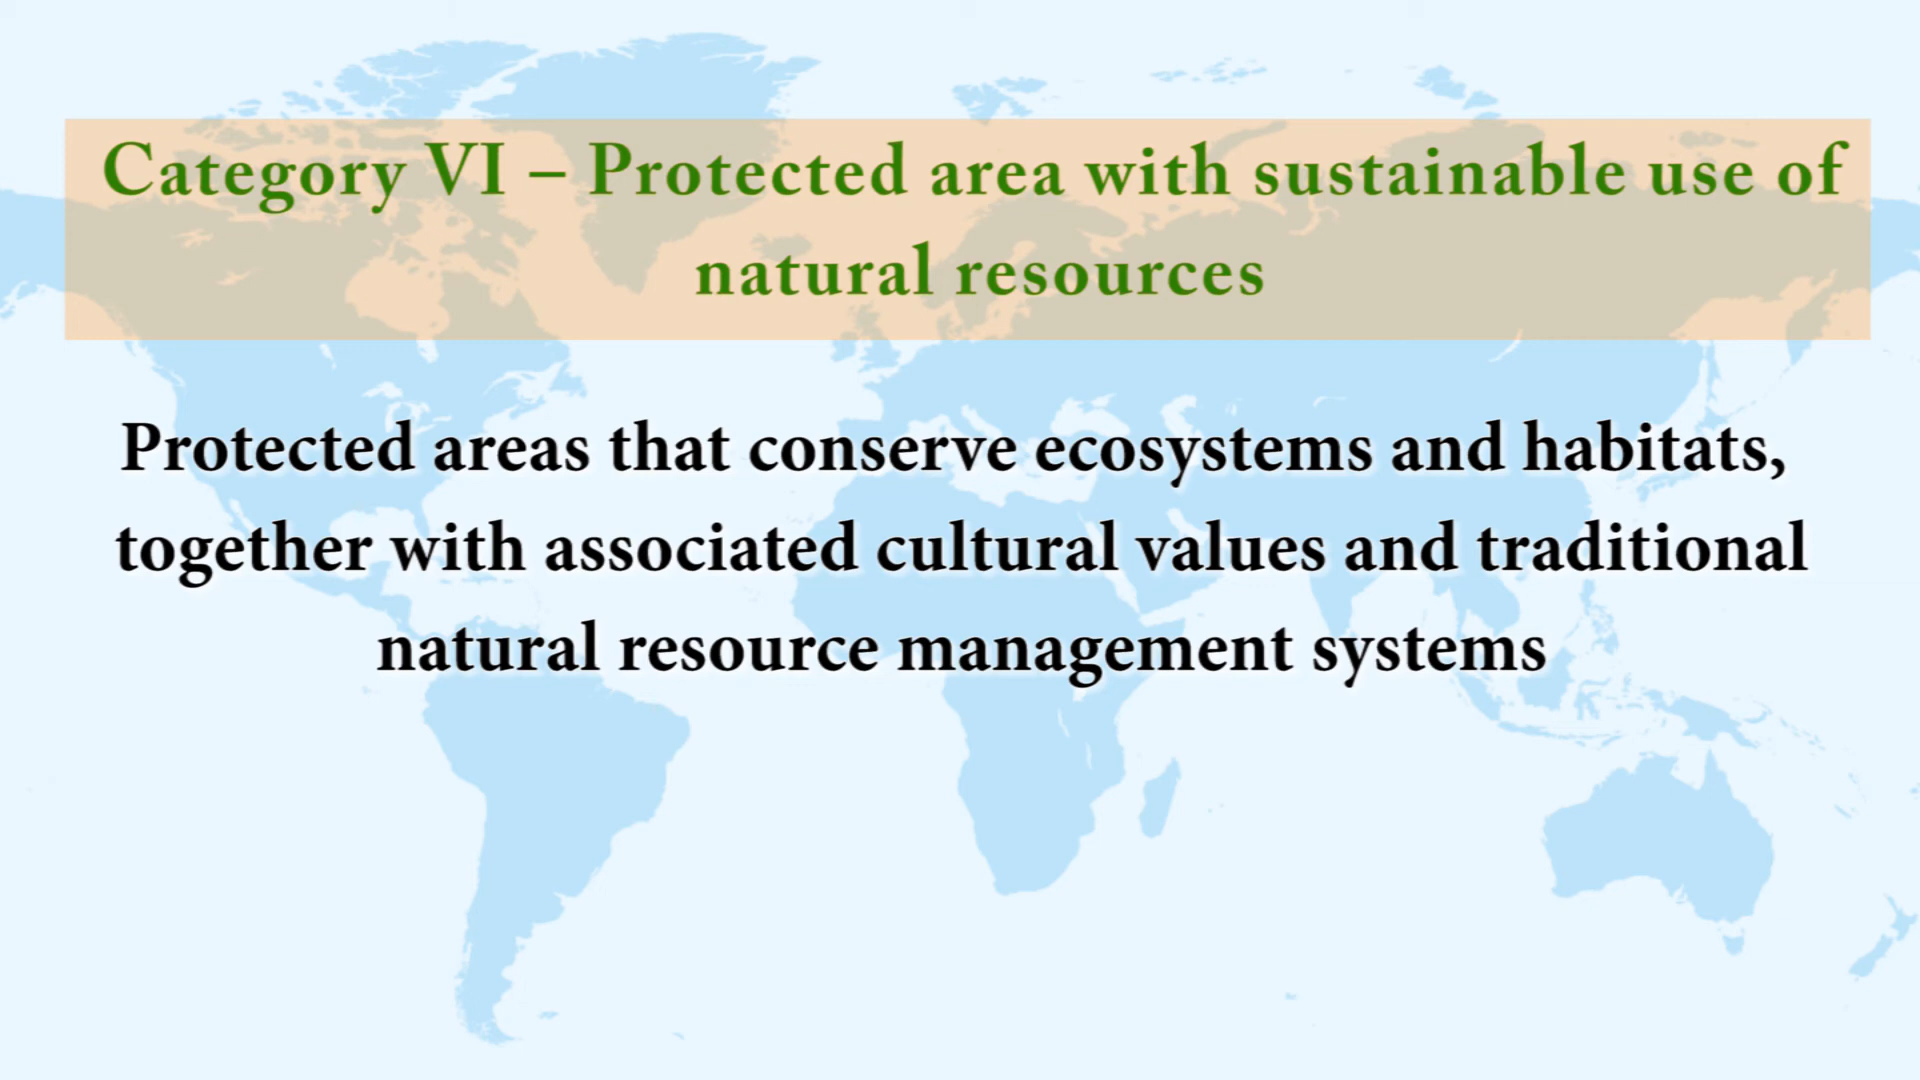 Category VI – Protected area with sustainable use of
natural resources
Protected areas that conserve ecosystems and habitats,
together with associated cultural values and traditional
natural resource management systems